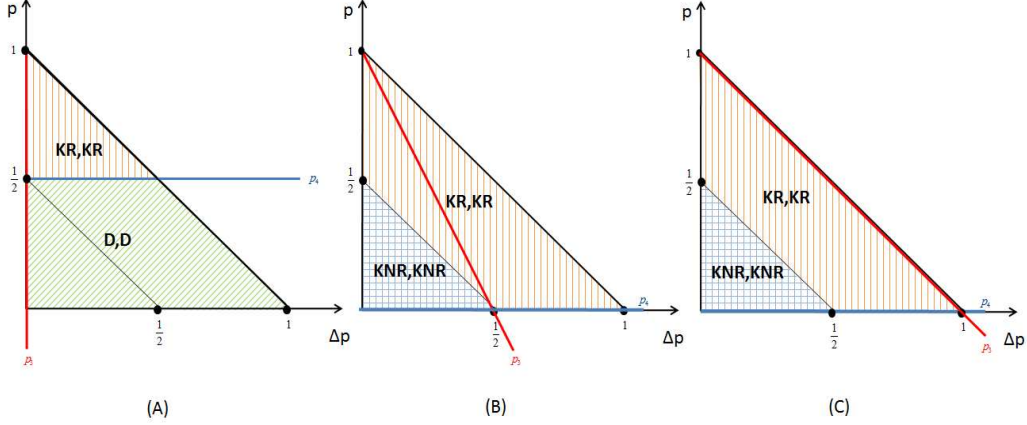 p
1
KR,KR
1/2
p₄
D,D
1/2
1
Δp
p₃
(A)
p
1
1/2
KR,KR
KNR,KNR
p₄
1/2
1
Δp
p₃
(B)
p
1
1/2
KR,KR
KNR,KNR
p₄
1/2
1
Δp
p₃
(C)